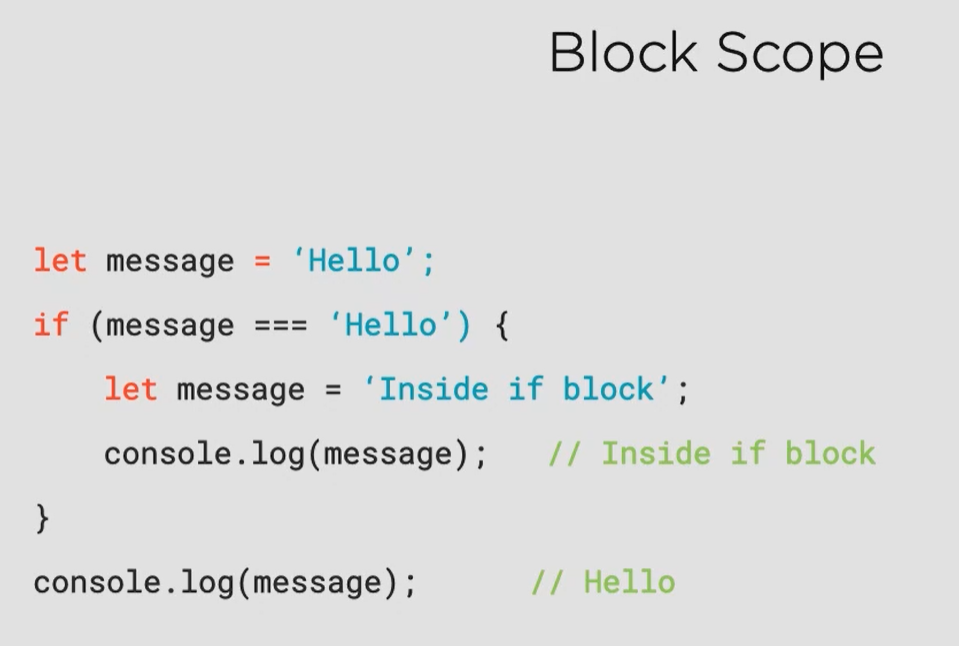 Block Scope
let message = ‘Hello’;
if (message === ‘Hello’) {
let message = ‘Inside if block’;
console.log(message); // Inside if block
}
console.log(message); // Hello